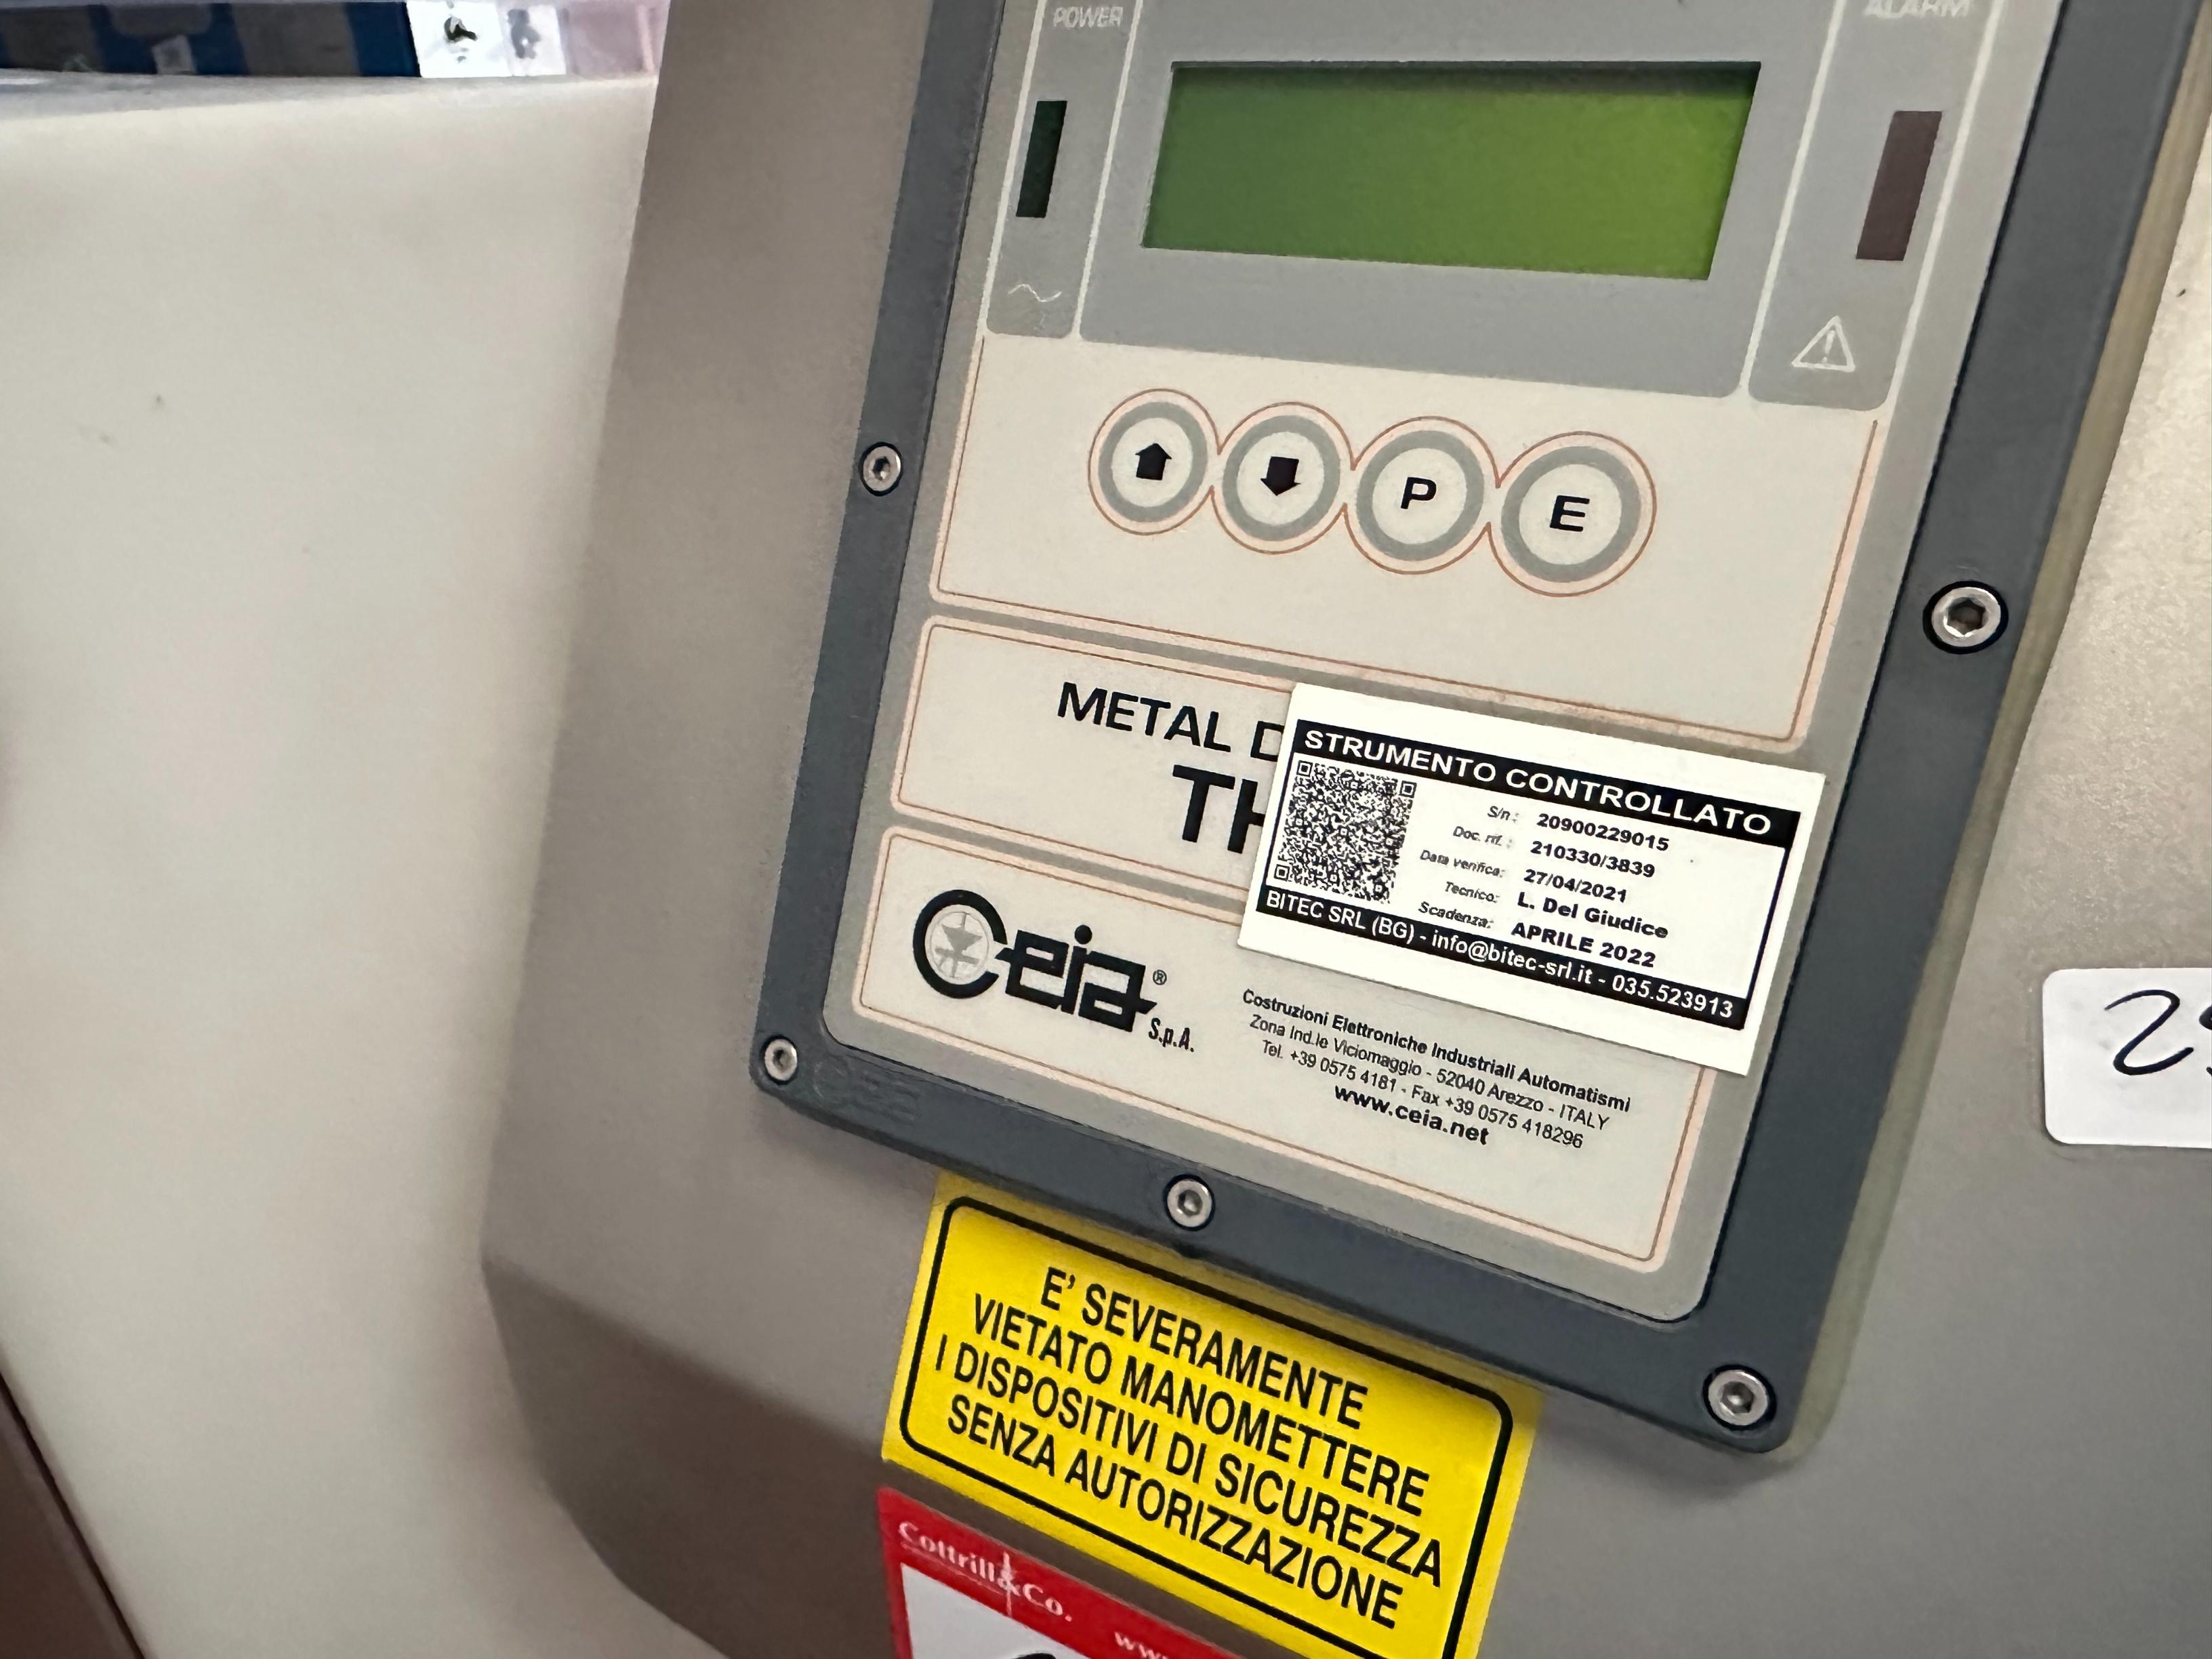 POWER
ALARM
P
E
METAL D
TH
STRUMENTO CONTROLLATO
S/n: 20900229015
Doc. rif.: 210330/3839
Data verifica: 27/04/2021
Tecnico: L. Del Giudice
Scadenza: APRILE 2022
BITEC SRL (BG) - info@bitec-srl.it - 035.523913
Ceia®
S.p.A.
Costruzioni Elettroniche Industriali Automatismi
Zona Ind.le Viciomaggio - 52040 Arezzo - ITALY
Tel. +39 0575 4181 - Fax +39 0575 418296
www.ceia.net
E' SEVERAMENTE
VIETATO MANOMETTERE
I DISPOSITIVI DI SICUREZZA
SENZA AUTORIZZAZIONE
Cottrill&Co.